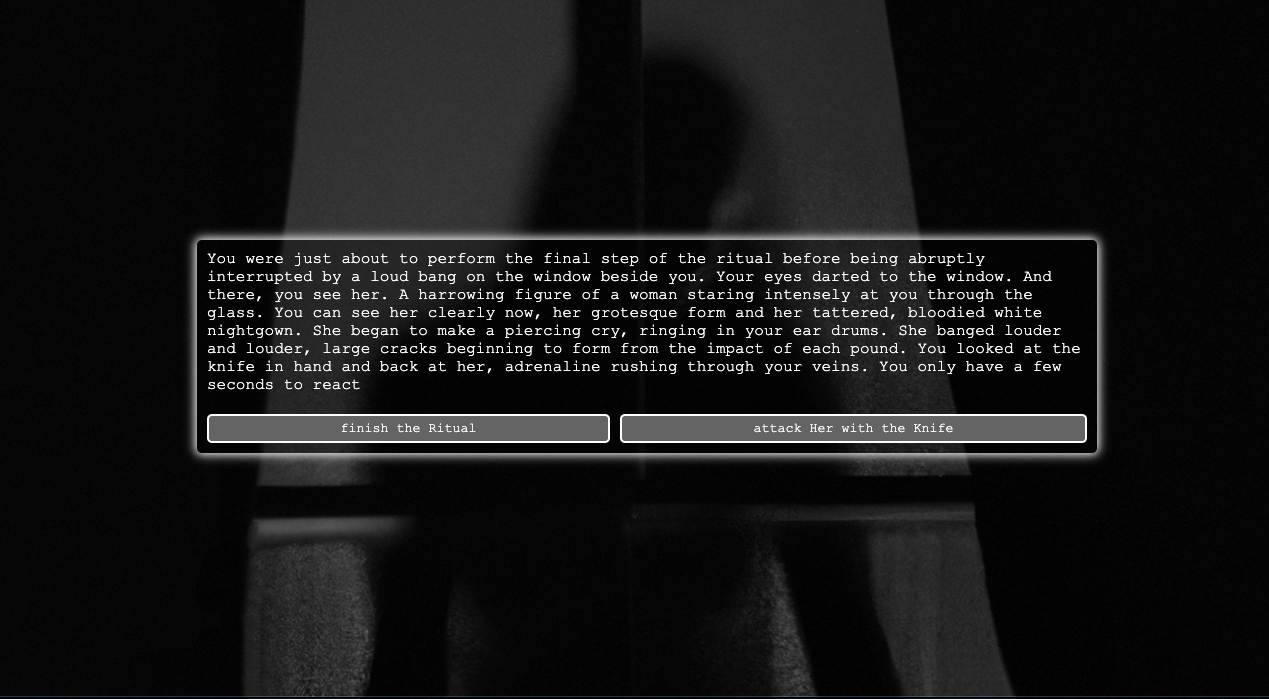 You were just about to perform the final step of the ritual before being abruptly
interrupted by a loud bang on the window beside you. Your eyes darted to the window. And
there, you see her. A harrowing figure of a woman staring intensely at you through the
glass. You can see her clearly now, her grotesque form and her tattered, bloodied white
nightgown. She began to make a piercing cry, ringing in your ear drums. She banged louder
and louder, large cracks beginning to form from the impact of each pound. You looked at the
knife in hand and back at her, adrenaline rushing through your veins. You only have a few
seconds to react
finish the Ritual
attack Her with the Knife